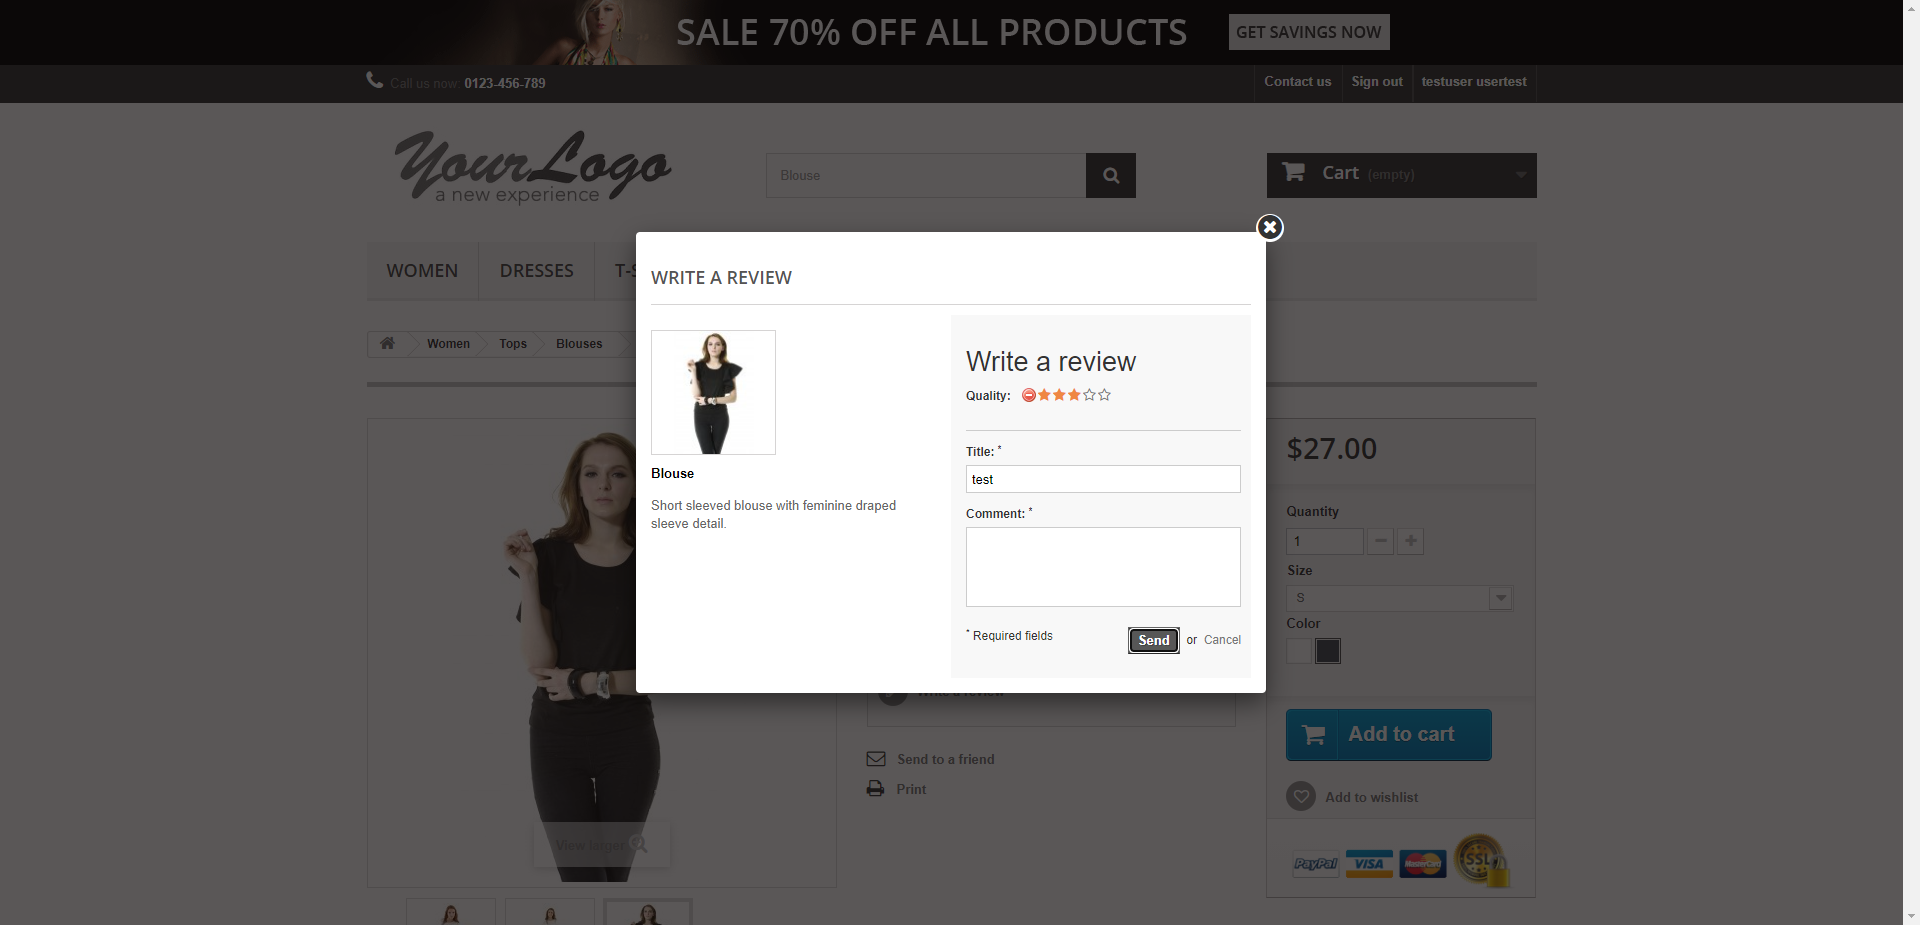 SALE 70% OFF ALL PRODUCTS GET SAVINGS NOW
Call us now: 0123-456-789 Contact us Sign out testuser usertest
YourLogo
a new experience
Blouse
Cart (empty)
WOMEN DRESSES T-S
Women Tops Blouses
WRITE A REVIEW
Blouse
Short sleeved blouse with feminine draped
sleeve detail.
Write a review
Quality:
Title: *
test
Comment: *
* Required fields Send or Cancel
$27.00
Quantity
1
Size
S
Color
Add to cart
Add to wishlist
PayPal VISA MasterCard SSL
Write a review
Send to a friend
Print
View larger